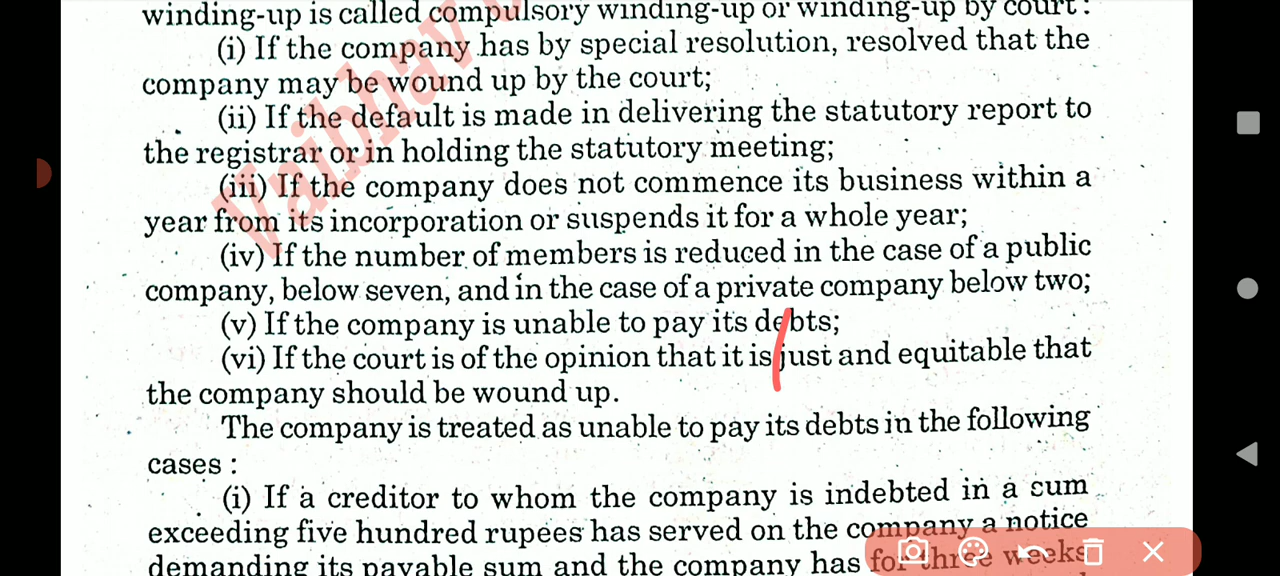 winding-up is called compulsory winding-up or winding-up by court :
(i) If the company has by special resolution, resolved that the
company may be wound up by the court;
(ii) If the default is made in delivering the statutory report to
the registrar or in holding the statutory meeting;
(iii) If the company does not commence its business within a
year from its incorporation or suspends it for a whole year;
(iv) If the number of members is reduced in the case of a public
company, below seven, and in the case of a private company below two;
(v) If the company is unable to pay its debts;
(vi) If the court is of the opinion that it is just and equitable that
the company should be wound up.
The company is treated as unable to pay its debts in the following
cases :
(i) If a creditor to whom the company is indebted in a sum
exceeding five hundred rupees has served on the company a notice
demanding its payable sum and the company has for three weeks
Vaibhav